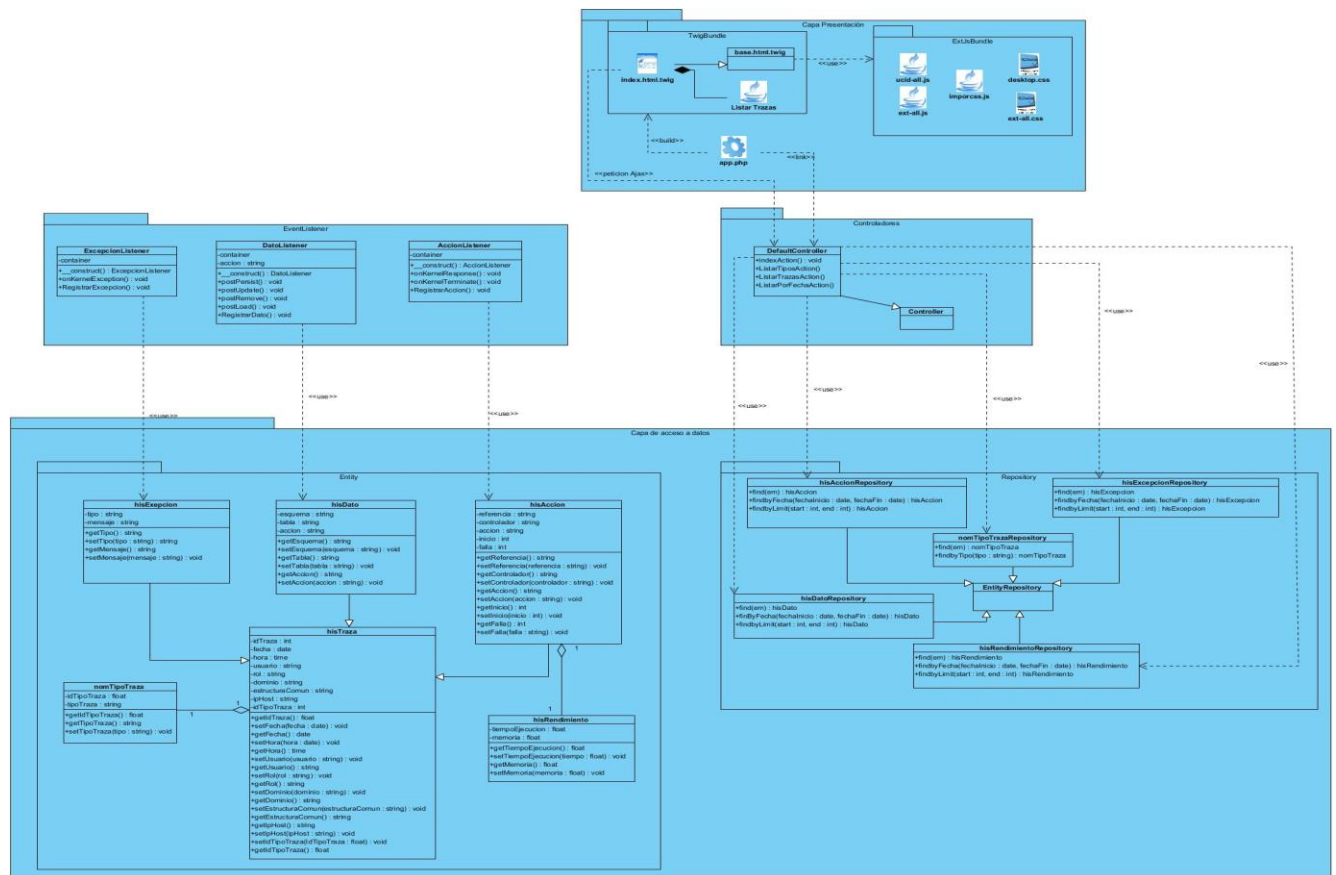 Capa Presentación
TwigBundle
index.html.twig
base.html.twig
Listar Trazas
<<use>>
ExtJsBundle
ucid-all.js
imporcss.js
desktop.css
ext-all.js
ext-all.css
<<build>>
app.php
<<link>>
<<peticion Ajax>>
EventListener
ExcepcionListener
-container
+__construct() : ExcepcionListener
+onKernelException() : void
+RegistrarExcepcion() : void
DatoListener
-container
-accion : string
+__construct() : DatoListener
+postPersist() : void
+postUpdate() : void
+postRemove() : void
+postLoad() : void
+RegistrarDato() : void
AccionListener
-container
+__construct() : AccionListener
+onKernelResponse() : void
+onKernelTerminate() : void
+RegistrarAccion() : void
Controladores
DefaultController
+indexAction() : void
+ListarTiposAction()
+ListarTrazasAction()
+ListarPorFechaAction()
Controller
<<use>>
<<use>>
<<use>>
<<use>>
<<use>>
<<use>>
<<use>>
<<use>>
Capa de acceso a datos
Entity
hisExepcion
-tipo : string
-mensaje : string
+getTipo() : string
+setTipo(tipo : string) : void
+getMensaje() : string
+setMensaje(mensaje : string) : void
hisDato
-esquema : string
-tabla : string
-accion : string
+getEsquema() : string
+setEsquema(esquema : string) : void
+getTabla() : string
+setTabla(tabla : string) : void
+getAccion() : string
+setAccion(accion : string) : void
hisAccion
-referencia : string
-controlador : string
-accion : string
-inicio : int
-falla : int
+getReferencia() : string
+setReferencia(referencia : string) : void
+getControlador() : string
+setControlador(controlador : string) : void
+getAccion() : string
+setAccion(accion : string) : void
+getInicio() : int
+setInicio(inicio : int) : void
+getFalla() : int
+setFalla(falla : string) : void
hisTraza
-idTraza : int
-fecha : date
-hora : time
-usuario : string
-rol : string
-dominio : string
-estructuraComun : string
-ipHost : string
-idTipoTraza : int
+getIdTraza() : float
+setFecha(fecha : date) : void
+getFecha() : date
+setHora(hora : date) : void
+getHora() : time
+setUsuario(usuario : string) : void
+getUsuario() : string
+setRol(rol : string) : void
+getRol() : string
+setDominio(dominio : string) : void
+getDominio() : string
+setEstructuraComun(estructuraComun : string) : void
+getEstructuraComun() : string
+getIpHost() : string
+setIpHost(ipHost : string) : void
+setIdTipoTraza(IdTipoTraza : float) : void
+getIdTipoTraza() : float
nomTipoTraza
-idTipoTraza : float
-tipoTraza : string
+getIdTipoTraza() : float
+getTipoTraza() : string
+setTipoTraza(tipo : string) : void
1
1
1
1
hisRendimiento
-tiempoEjecucion : float
-memoria : float
+getTiempoEjecucion() : float
+setTiempoEjecucion(tiempo : float) : void
+getMemoria() : float
+setMemoria(memoria : float) : void
Repository
hisAccionRepository
+find(em) : hisAccion
+findbyFecha(fechaInicio : date, fechaFin : date) : hisAccion
+findbyLimit(start : int, end : int) : hisAccion
hisExcepcionRepository
+find(em) : hisExcepcion
+findbyFecha(fechaInicio : date, fechaFin : date) : hisExcepcion
+findbyLimit(start : int, end : int) : hisExcepcion
nomTipoTrazaRepository
+find(em) : nomTipoTraza
+findbyTipo(tipo : string) : nomTipoTraza
EntityRepository
hisDatoRepository
+find(em) : hisDato
+finByFecha(fechaInicio : date, fechaFin : date) : hisDato
+findbyLimit(start : int, end : int) : hisDato
hisRendimientoRepository
+find(em) : hisRendimiento
+findbyFecha(fechaInicio : date, fechaFin : date) : hisRendimiento
+findbyLimit(start : int, end : int) : hisRendimiento